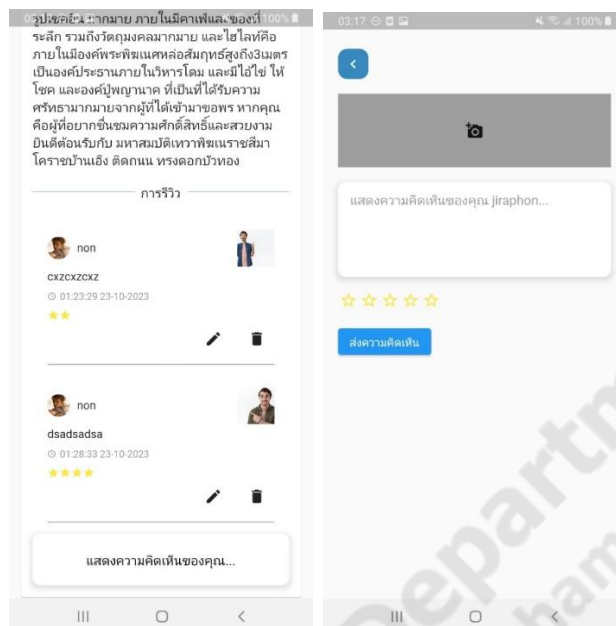 ระลึก รวมถึงวัตถุมงคลมากมาย และไฮไลท์คือ
ภายในมีองค์พระพิฆเนศหล่อสัมฤทธิ์สูงถึง3เมตร
เป็นองค์ประธานภายในวิหารโดม และมีไอ้ไข่ ให้
โชค และองค์ปู่พญานาค ที่เป็นที่ได้รับความ
ศรัทธามากมายจากผู้ที่ได้เข้ามาขอพร หากคุณ
คือผู้ที่อยากชื่นชมความศักดิ์สิทธิ์และสวยงาม
ยินดีต้อนรับกับ มหาสมบัติเทวาพิฆเนราชสีมา
โคราชบ้านเอ็ง ติดถนน ทรงดอกบัวทอง
การรีวิว
non
cxzcxzcxz
01:23:29 23-10-2023
non
dsadsadsa
01:28:33 23-10-2023
แสดงความคิดเห็นของคุณ...
03:17
100%
แสดงความคิดเห็นของคุณ jiraphon...
ส่งความคิดเห็น